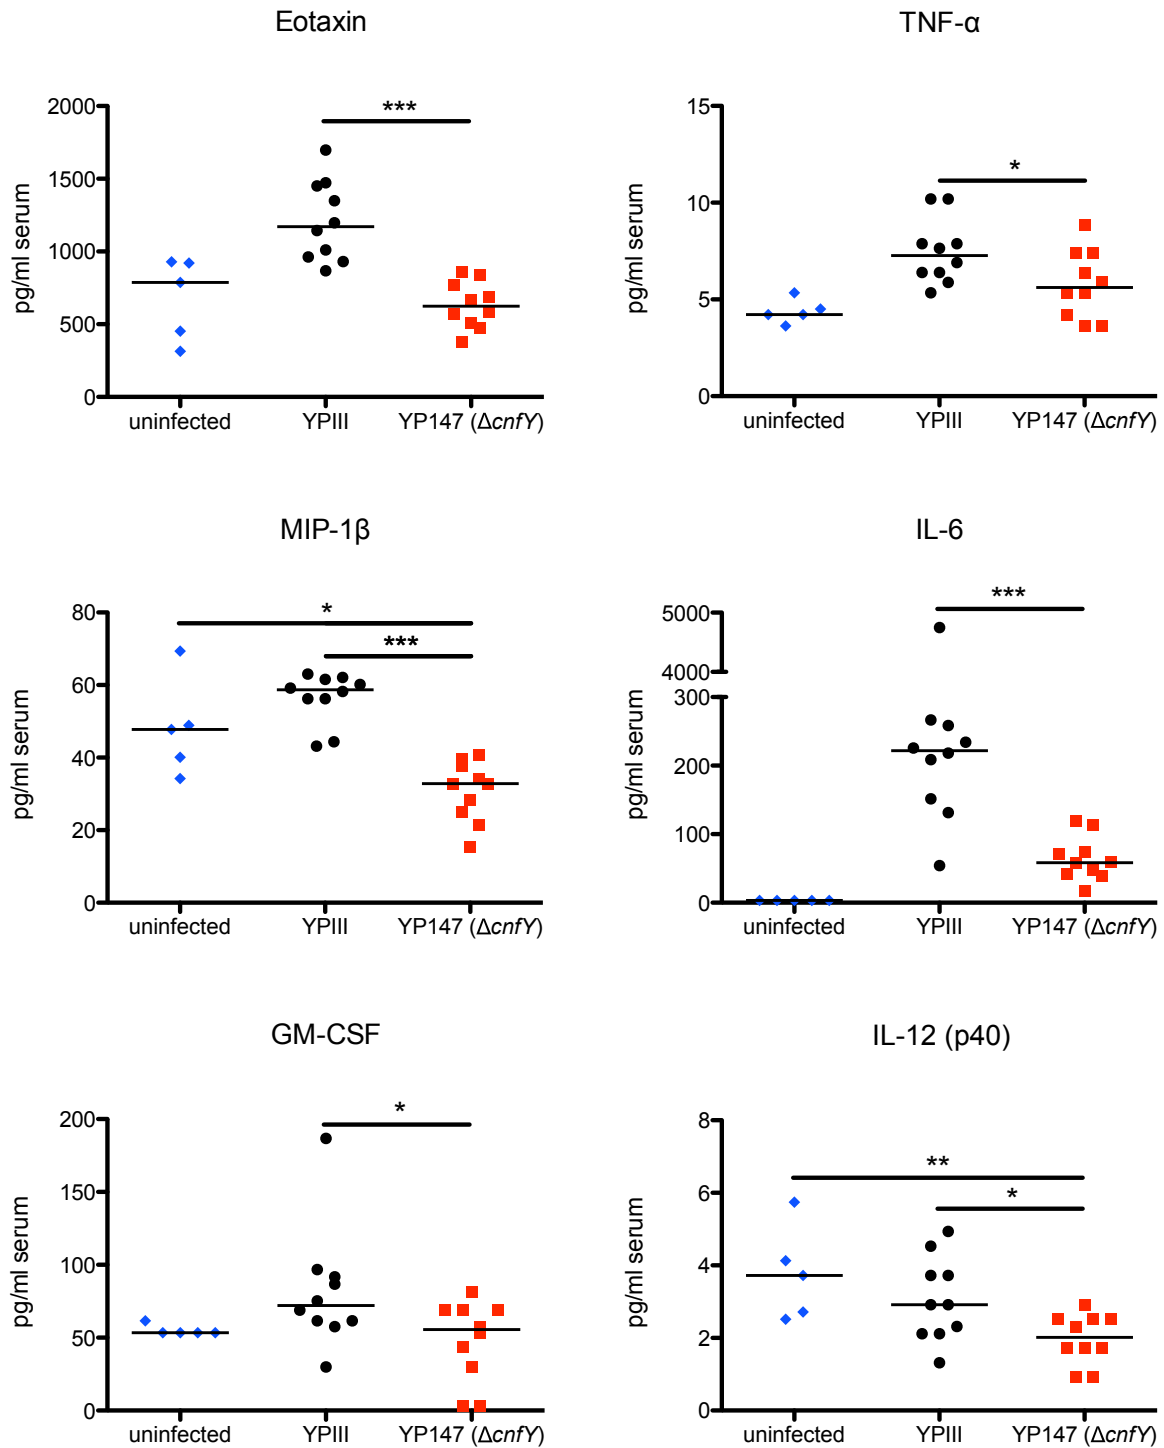 Eotaxin
2000
1500
1000
500
0
pg/ml serum
***
uninfected YPIII YP147 (ΔcnfY)
TNF-α
15
10
5
0
pg/ml serum
*
uninfected YPIII YP147 (ΔcnfY)
MIP-1β
80
60
40
20
0
pg/ml serum
*
***
uninfected YPIII YP147 (ΔcnfY)
IL-6
5000
4000
300
200
100
0
pg/ml serum
***
uninfected YPIII YP147 (ΔcnfY)
GM-CSF
200
150
100
50
0
pg/ml serum
*
uninfected YPIII YP147 (ΔcnfY)
IL-12 (p40)
8
6
4
2
0
pg/ml serum
**
*
uninfected YPIII YP147 (ΔcnfY)